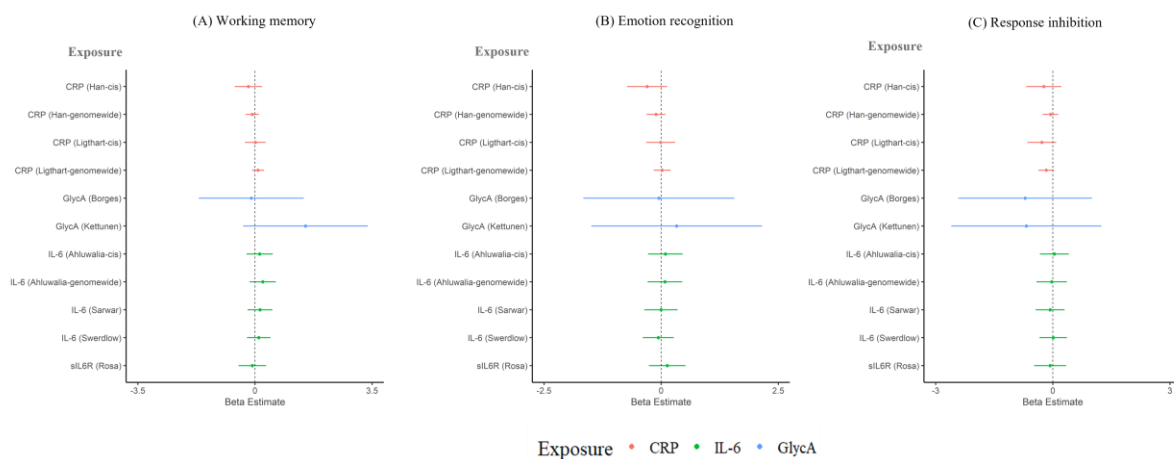 (A) Working memory
Exposure
CRP (Han-cis)
CRP (Han-genomewide)
CRP (Ligthart-cis)
CRP (Ligthart-genomewide)
GlycA (Borges)
GlycA (Kettunen)
IL-6 (Ahluwalia-cis)
IL-6 (Ahluwalia-genomewide)
IL-6 (Sarwar)
IL-6 (Swerdlow)
sIL6R (Rosa)
-3.5 0 3.5
Beta Estimate
(B) Emotion recognition
Exposure
CRP (Han-cis)
CRP (Han-genomewide)
CRP (Ligthart-cis)
CRP (Ligthart-genomewide)
GlycA (Borges)
GlycA (Kettunen)
IL-6 (Ahluwalia-cis)
IL-6 (Ahluwalia-genomewide)
IL-6 (Sarwar)
IL-6 (Swerdlow)
sIL6R (Rosa)
-2.5 0 2.5
Beta Estimate
(C) Response inhibition
Exposure
CRP (Han-cis)
CRP (Han-genomewide)
CRP (Ligthart-cis)
CRP (Ligthart-genomewide)
GlycA (Borges)
GlycA (Kettunen)
IL-6 (Ahluwalia-cis)
IL-6 (Ahluwalia-genomewide)
IL-6 (Sarwar)
IL-6 (Swerdlow)
sIL6R (Rosa)
-3 0 3
Beta Estimate
Exposure CRP IL-6 GlycA